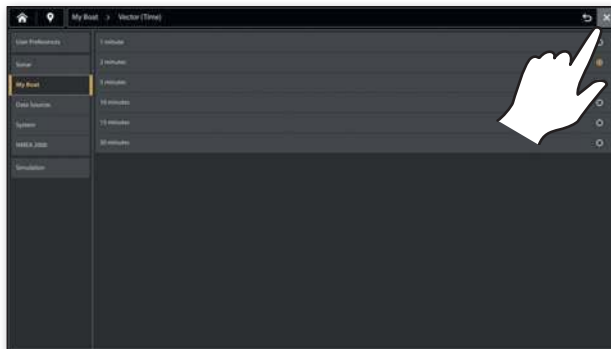 My Boat > Vector (Time)
User Preferences
Sonar
My Boat
Data Sources
System
NMEA 2000
Simulation
1 minute
2 minutes
5 minutes
10 minutes
15 minutes
30 minutes